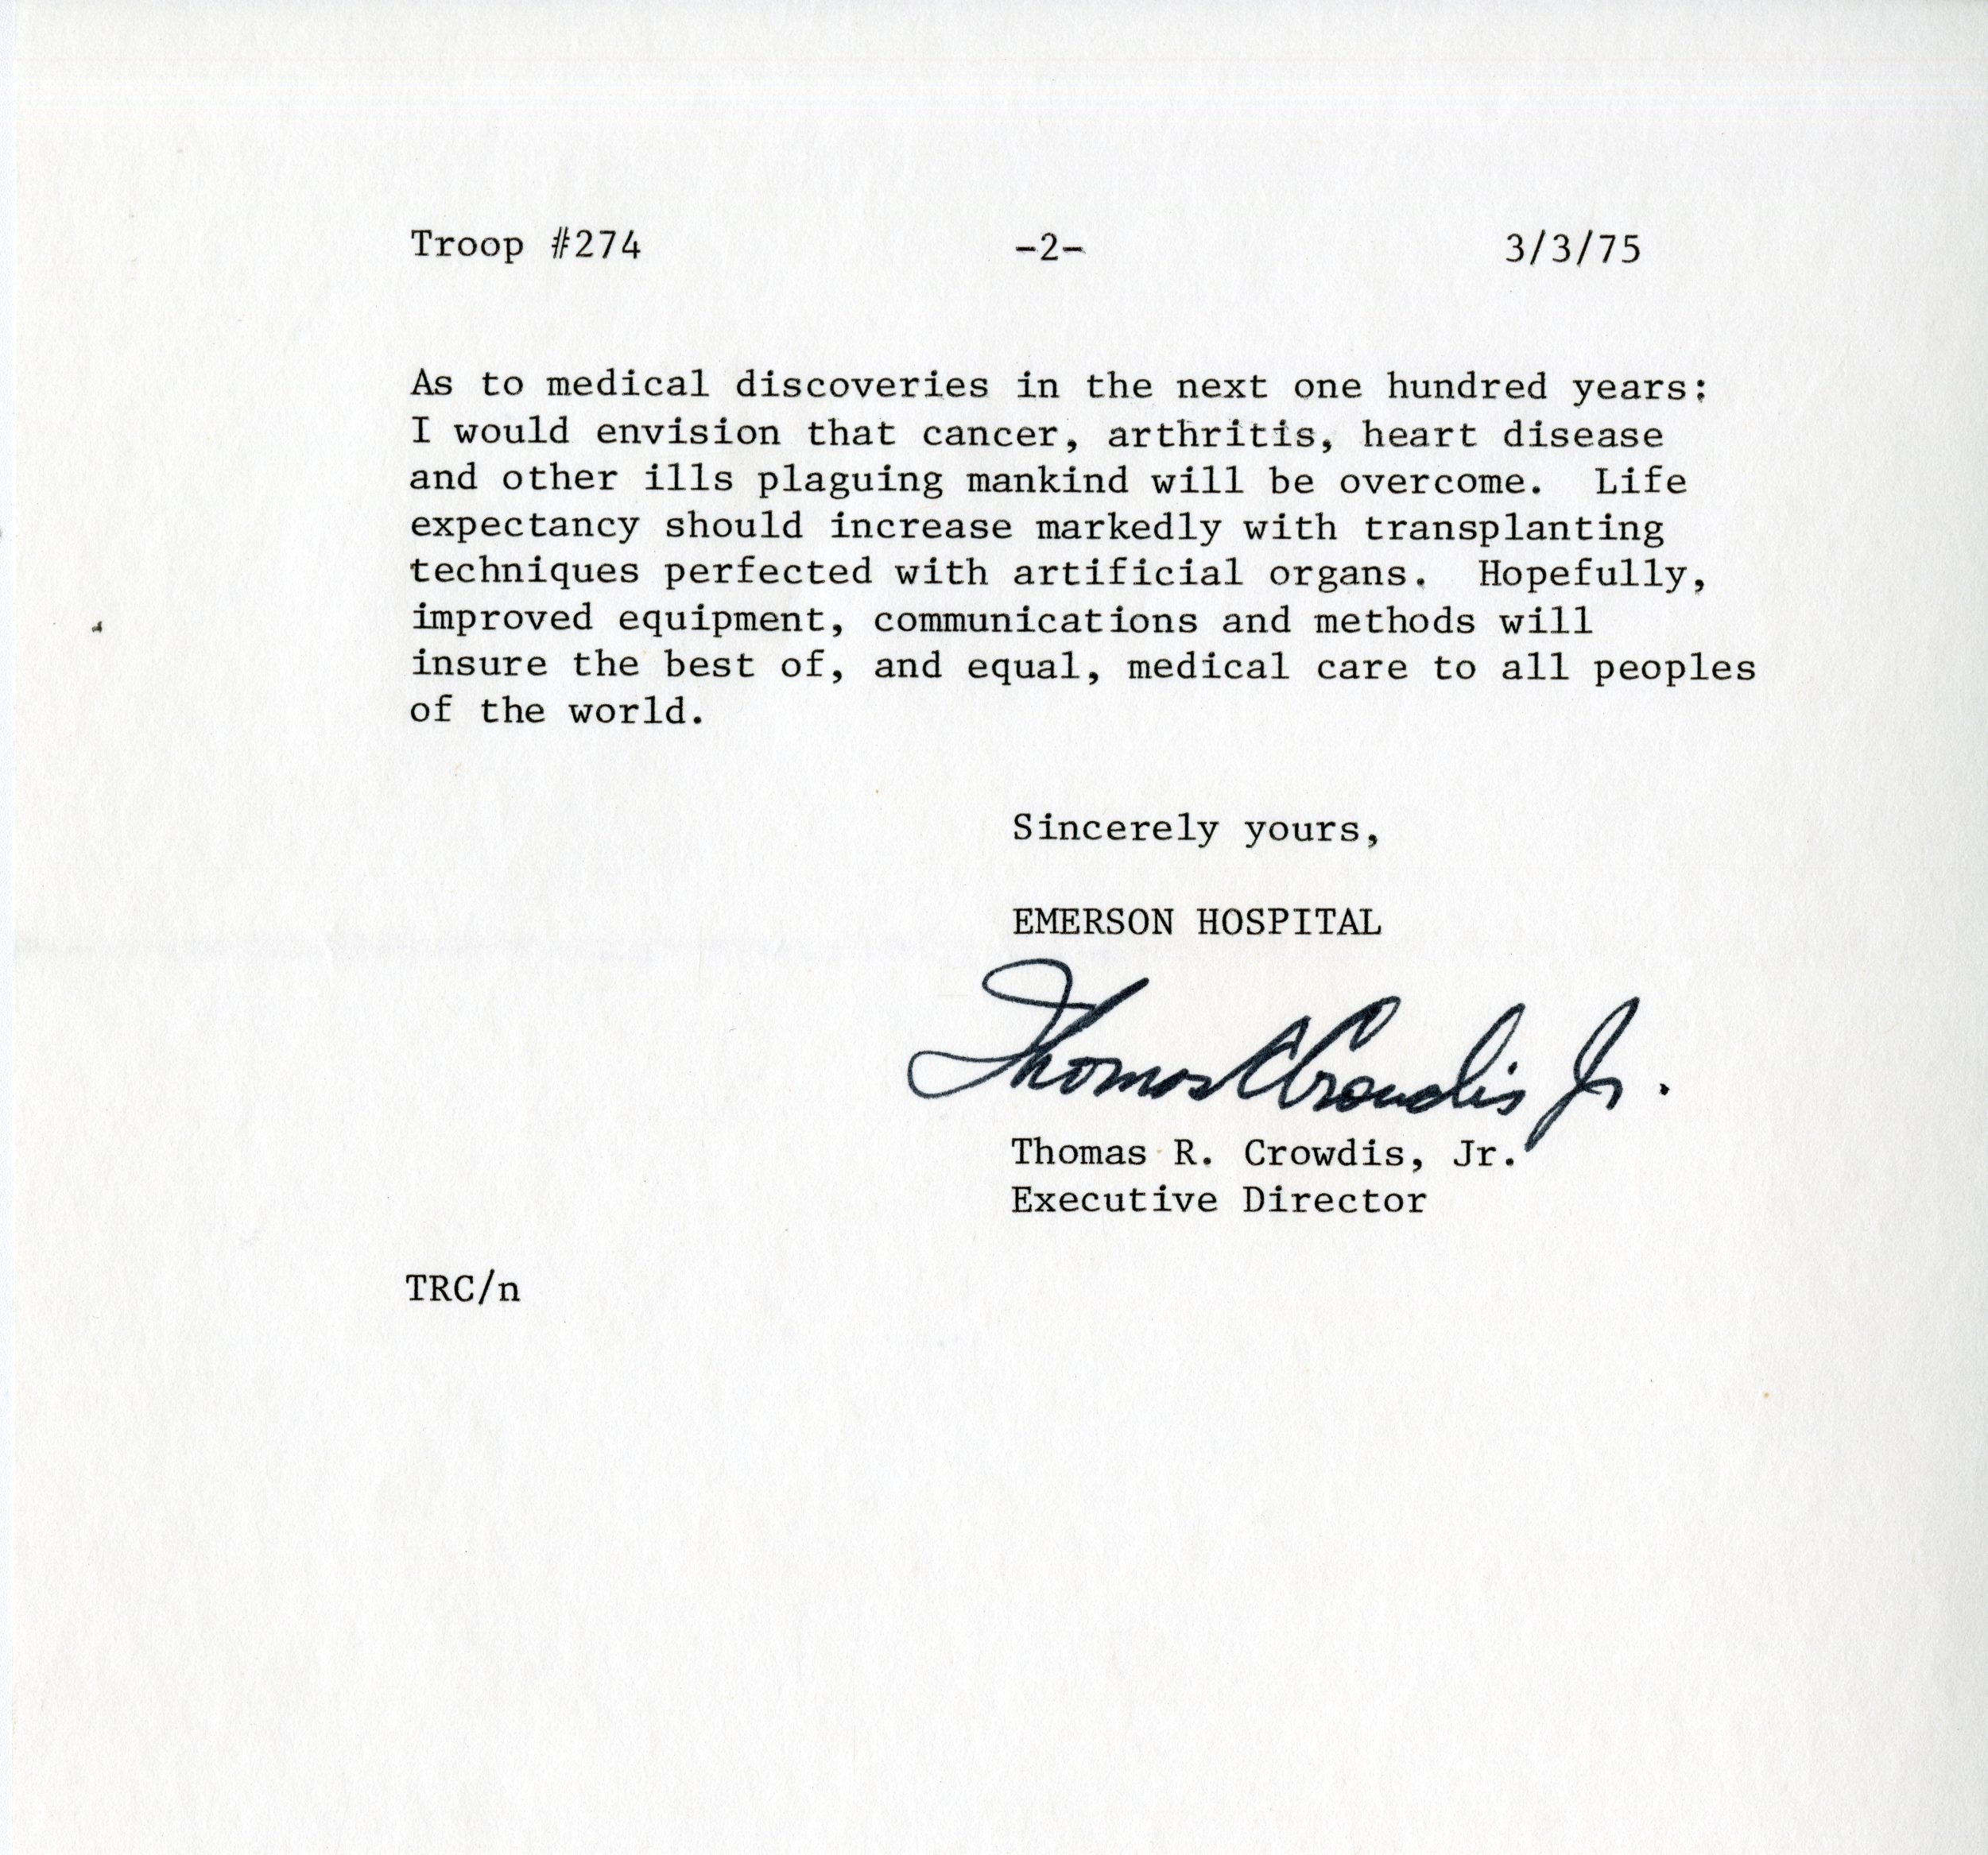 Troop #274 -2- 3/3/75
As to medical discoveries in the next one hundred years:
I would envision that cancer, arthritis, heart disease
and other ills plaguing mankind will be overcome.  Life
expectancy should increase markedly with transplanting
techniques perfected with artificial organs.  Hopefully,
improved equipment, communications and methods will
insure the best of, and equal, medical care to all peoples
of the world.
Sincerely yours,
EMERSON HOSPITAL
Thomas R Crowdis Jr.
Thomas R. Crowdis, Jr.
Executive Director
TRC/n